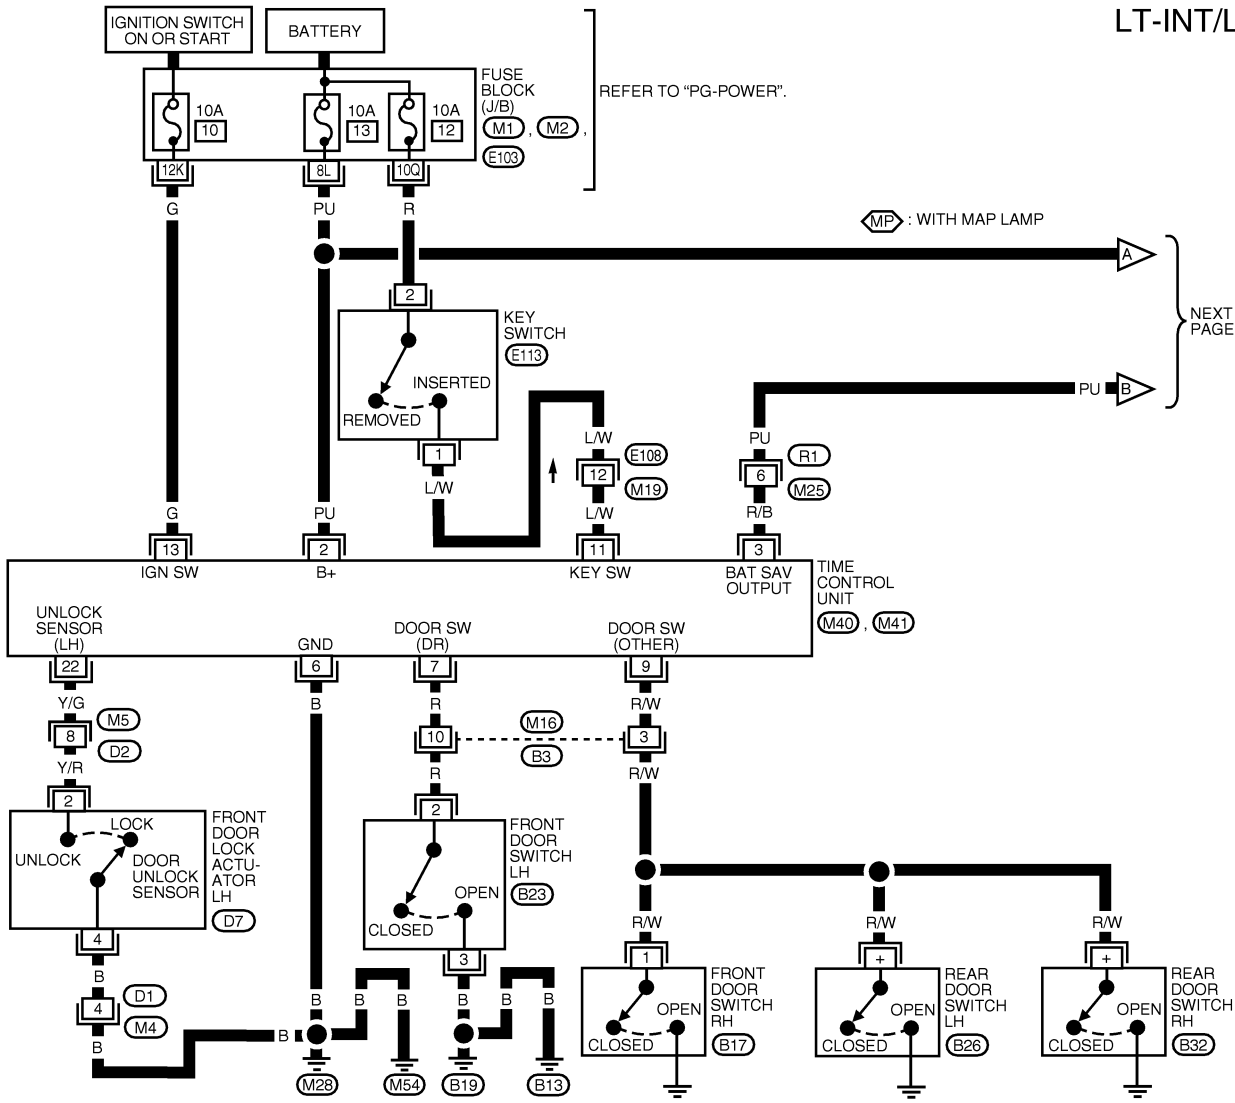 LT-INT/L
IGNITION SWITCH
ON OR START
BATTERY
FUSE
BLOCK
(J/B)
M1 , M2 ,
E103
REFER TO “PG-POWER”.
10A
10
10A
13
10A
12
12K
8L
10Q
G
PU
R
MP : WITH MAP LAMP
A
NEXT
PAGE
2
KEY
SWITCH
E113
INSERTED
REMOVED
1
L/W
PU
B
L/W
E108
12
M19
L/W
PU
R1
6
M25
R/B
G
PU
13
2
11
3
IGN SW
B+
KEY SW
BAT SAV
OUTPUT
TIME
CONTROL
UNIT
M40 , M41
UNLOCK
SENSOR
(LH)
GND
DOOR SW
(DR)
DOOR SW
(OTHER)
22
6
7
9
Y/G
B
R
R/W
M5
8
D2
M16
10
3
B3
Y/R
R
R/W
2
LOCK
UNLOCK
DOOR
UNLOCK
SENSOR
FRONT
DOOR
LOCK
ACTU-
ATOR
LH
D7
4
B
D1
4
M4
B
2
FRONT
DOOR
SWITCH
LH
B23
OPEN
CLOSED
3
R/W
R/W
R/W
1
+
+
OPEN
CLOSED
FRONT
DOOR
SWITCH
RH
B17
OPEN
CLOSED
REAR
DOOR
SWITCH
LH
B26
OPEN
CLOSED
REAR
DOOR
SWITCH
RH
B32
B
B
B
B
B
B
B
M28
M54
B19
B13